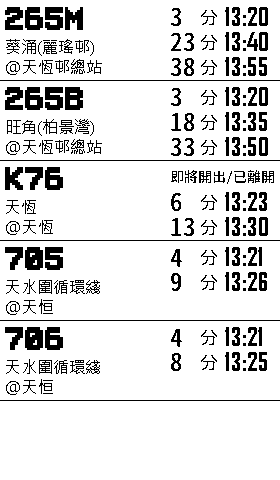 265M 3 分 13:20
葵涌(麗瑤邨) 23 分 13:40
@天恆邨總站 38 分 13:55
265B 3 分 13:20
旺角(柏景灣) 18 分 13:35
@天恆邨總站 33 分 13:50
K76 即將開出/已離開
天恆 6 分 13:23
@天恆 13 分 13:30
705 4 分 13:21
天水圍循環綫 9 分 13:26
@天恒
706 4 分 13:21
天水圍循環綫 8 分 13:25
@天恒